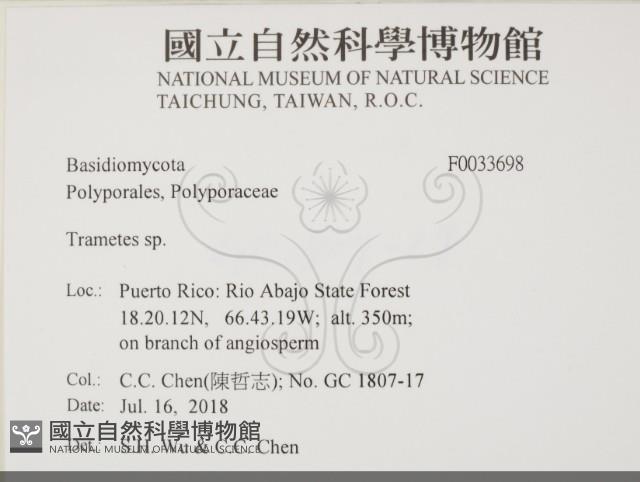 國立自然科學博物館
NATIONAL MUSEUM OF NATURAL SCIENCE
TAICHUNG, TAIWAN, R.O.C.
Basidiomycota F0033698
Polyporales, Polyporaceae
Trametes sp.
Loc.: Puerto Rico: Rio Abajo State Forest
18.20.12N, 66.43.19W; alt. 350m;
on branch of angiosperm
Col.: C.C. Chen(陳哲志); No. GC 1807-17
Date: Jul. 16, 2018
國立自然科學博物館
NATIONAL MUSEUM OF NATURAL SCIENCE
Det.: S.H. Wu & C.C. Chen